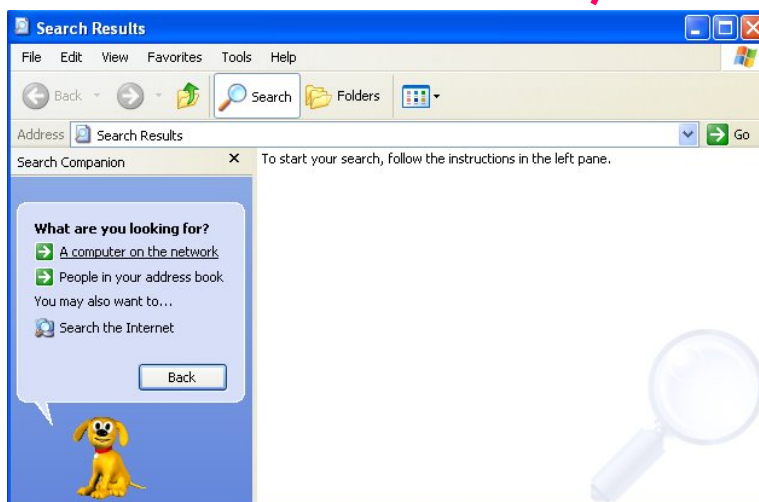 Search Results
File Edit View Favorites Tools Help
Back Search Folders
Address Search Results Go
Search Companion
To start your search, follow the instructions in the left pane.
What are you looking for?
A computer on the network
People in your address book
You may also want to...
Search the Internet
Back